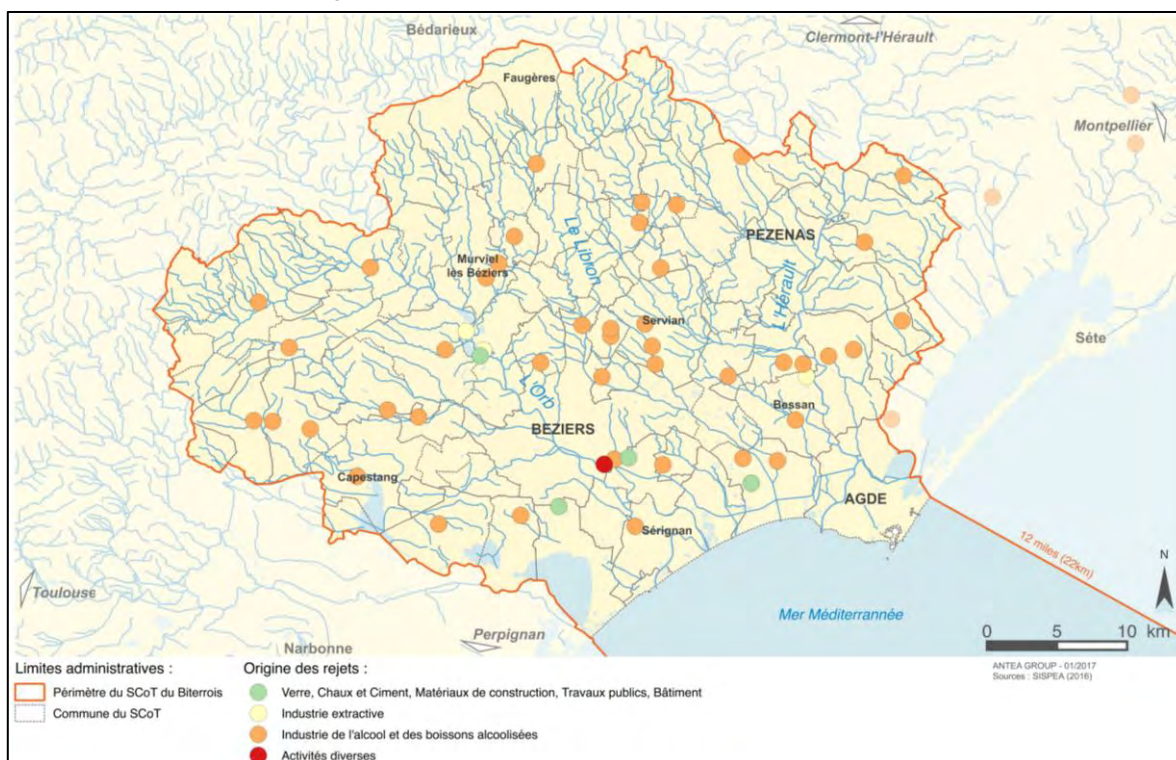 Bédarieux
Clermont-l'Hérault
Faugères
Montpellier
Le Libron
PEZENAS
Murviel
les Béziers
L'Hérault
Servian
Séte
L'Orb
Bessan
BEZIERS
Capestang
AGDE
Sérignan
12 miles (22km)
N
Toulouse
Mer Méditerrannée
Perpignan
0 5 10 km
Narbonne
ANTEA GROUP - 01/2017
Sources : SISPEA (2016)
Limites administratives :
Périmètre du SCoT du Biterrois
Commune du SCoT
Origine des rejets :
Verre, Chaux et Ciment, Matériaux de construction, Travaux publics, Bâtiment
Industrie extractive
Industrie de l'alcool et des boissons alcoolisées
Activités diverses